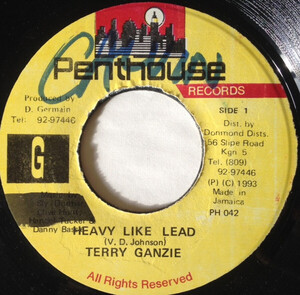 Penthouse
RECORDS
Produced by
D. Germain
Tel: 92-97446
SIDE 1
Dist. by
Donmond Dists.
56 Slipe Road
Kgn. 5
Tel. (809)
92-97446
(P) (C) 1993
Made in
Jamaica
PH 042
G
Danny
HEAVY LIKE LEAD
(V. D. Johnson)
TERRY GANZIE
All Rights Reserved